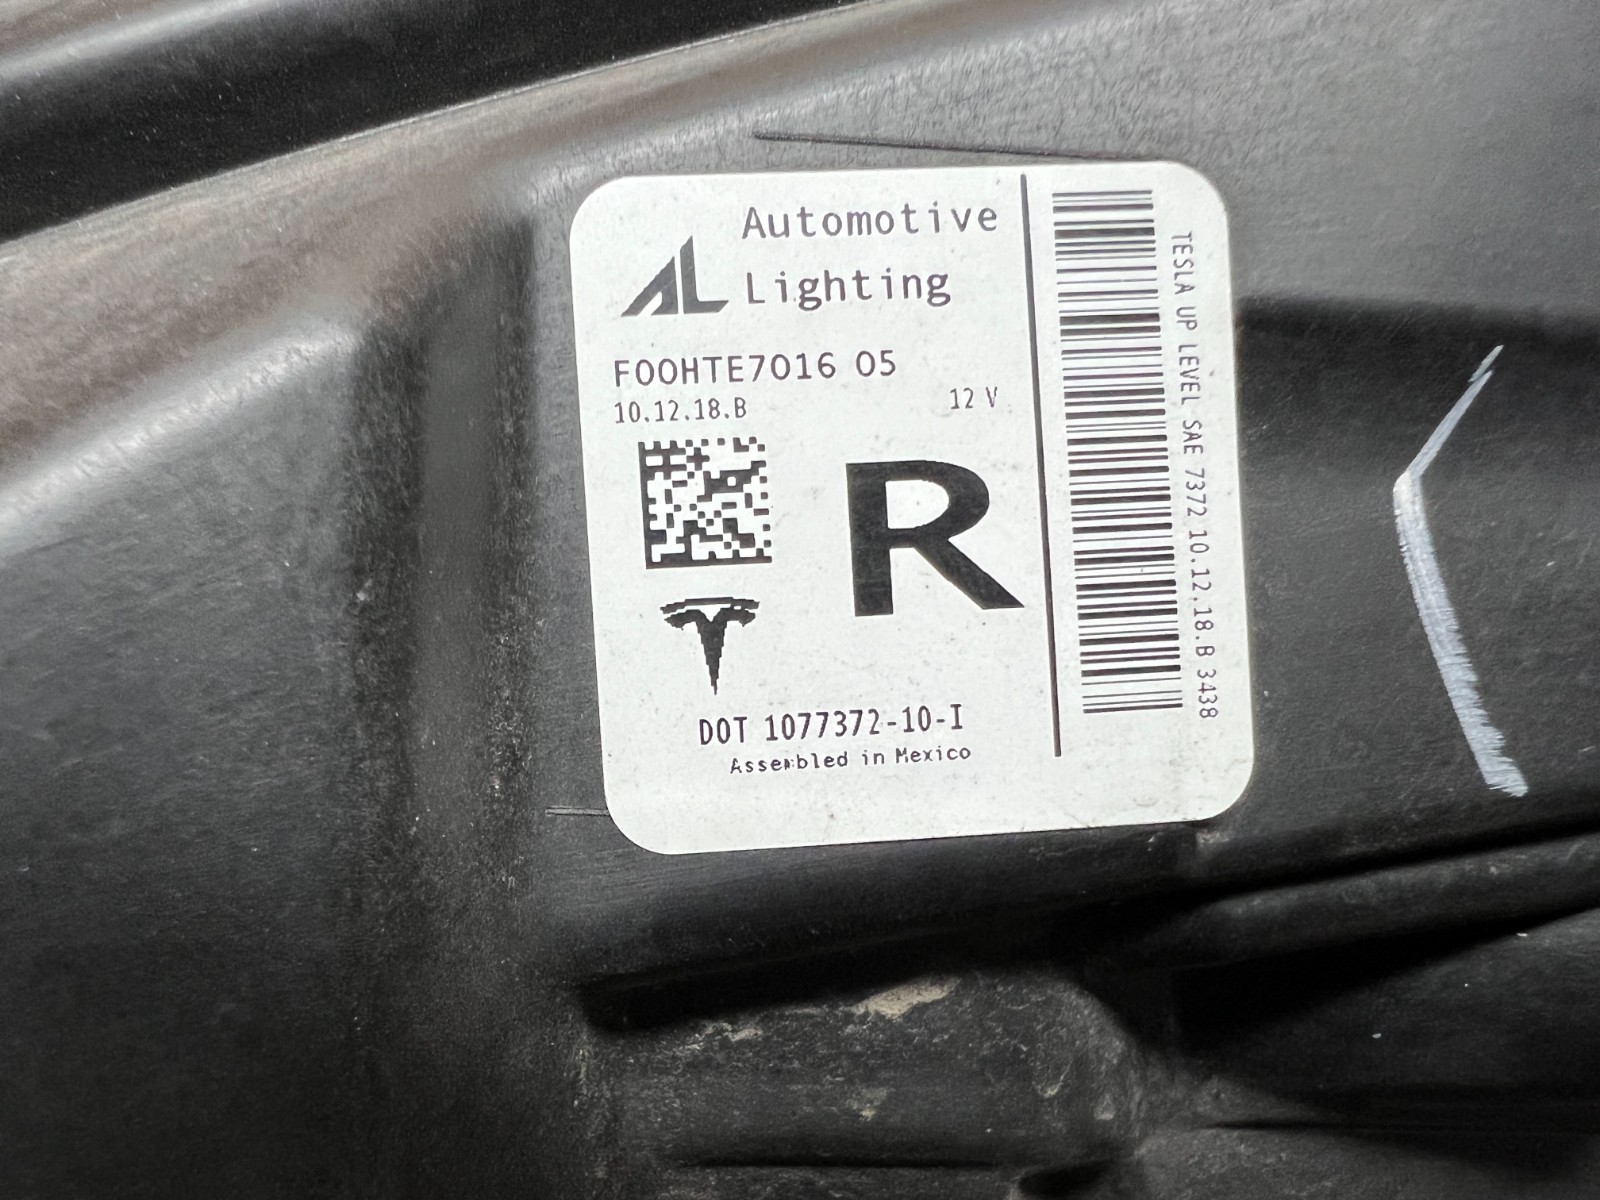 AL
Automotive
Lighting
F00HTE7016 05
10.12.18.B
12 V
R
DOT 1077372-10-I
Assembled in Mexico
TESLA UP LEVEL SAE 7372 10.12.18.B 3438